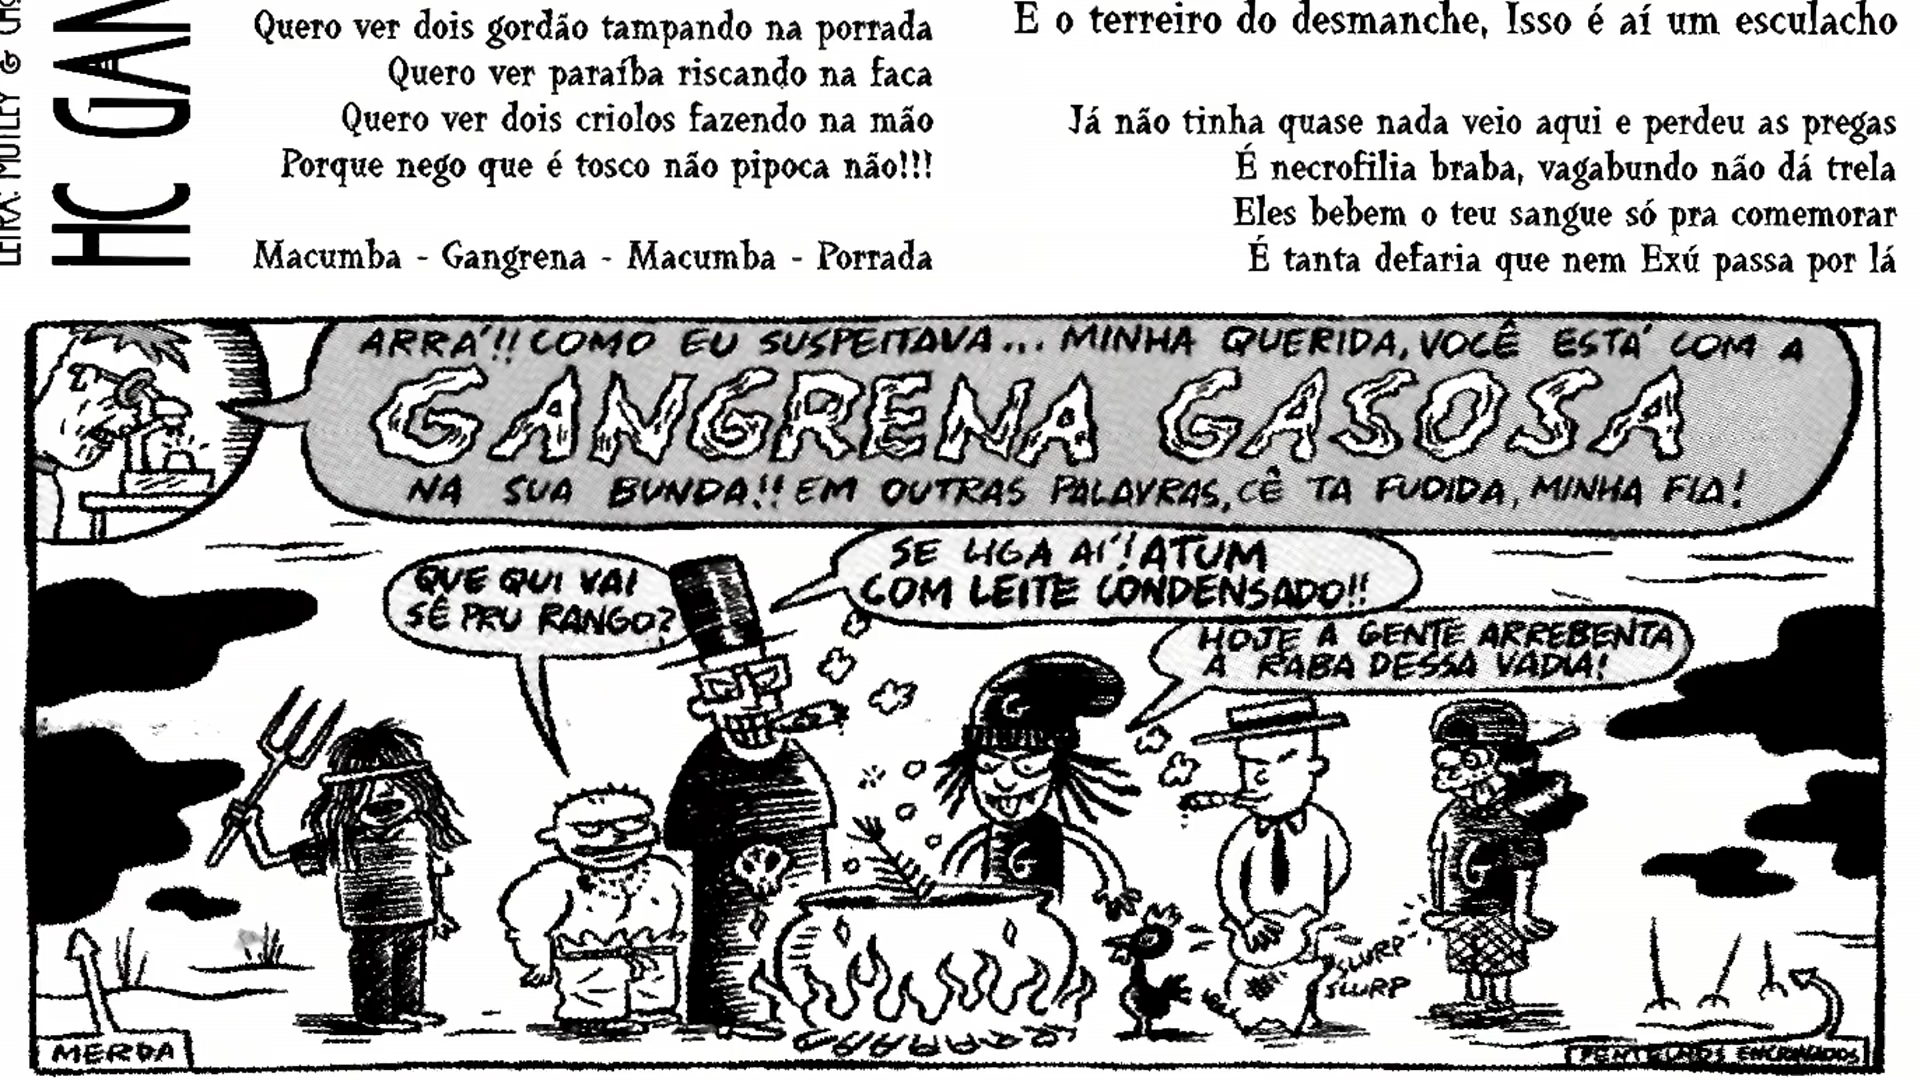 LETRA: MUTLEY &
HC GAN
Quero ver dois gordão tampando na porrada
Quero ver paraíba riscando na faca
Quero ver dois criolos fazendo na mão
Porque nego que é tosco não pipoca não!!!
Macumba - Gangrena - Macumba - Porrada
E o terreiro do desmanche, Isso é aí um esculacho
Já não tinha quase nada veio aqui e perdeu as pregas
É necrofilia braba, vagabundo não dá trela
Eles bebem o teu sangue só pra comemorar
É tanta defaria que nem Exú passa por lá
ARRÁ!! COMO EU SUSPEITAVA... MINHA QUERIDA, VOCÊ ESTÁ COM A
GANGRENA GASOSA
NA SUA BUNDA!! EM OUTRAS PALAVRAS, CÊ TA FUDIDA, MINHA FIA!
QUE QUI VAI
SÊ PRU RANGO?
SE LIGA AÍ! ATUM
COM LEITE CONDENSADO!!
HOJE A GENTE ARREBENTA
A RABA DESSA VADIA!
G
G
G
SLURP
SLURP
MERDA
PENTELHOS ENCRAVADOS